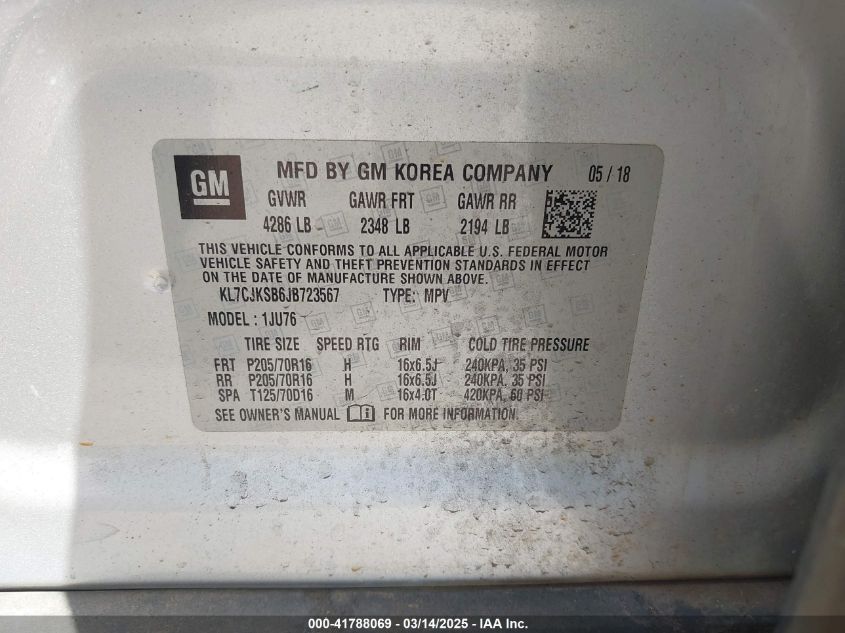 GM MFD BY GM KOREA COMPANY 05 / 18
GVWR GAWR FRT GAWR RR
4286 LB 2348 LB 2194 LB
THIS VEHICLE CONFORMS TO ALL APPLICABLE U.S. FEDERAL MOTOR
VEHICLE SAFETY AND THEFT PREVENTION STANDARDS IN EFFECT
ON THE DATE OF MANUFACTURE SHOWN ABOVE.
KL7CJKSB6JB723567 TYPE: MPV
MODEL : 1JU76
TIRE SIZE SPEED RTG RIM COLD TIRE PRESSURE
FRT P205/70R16 H 16x6.5J 240KPA, 35 PSI
RR P205/70R16 H 16x6.5J 240KPA, 35 PSI
SPA T125/70D16 M 16x4.0T 420KPA, 60 PSI
SEE OWNER'S MANUAL FOR MORE INFORMATION.
000-41788069 — 03/14/2025 — IAA Inc.